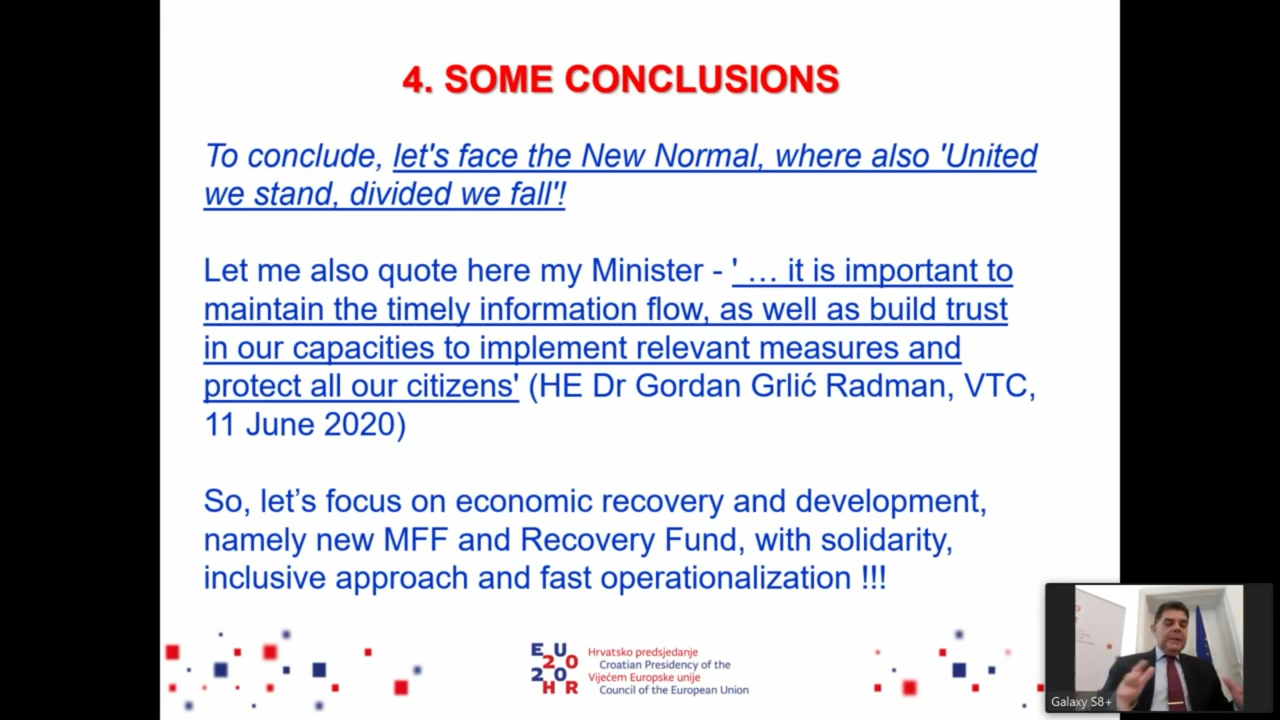 4. SOME CONCLUSIONS
To conclude, let's face the New Normal, where also 'United
we stand, divided we fall'!
Let me also quote here my Minister - ' … it is important to
maintain the timely information flow, as well as build trust
in our capacities to implement relevant measures and
protect all our citizens' (HE Dr Gordan Grlić Radman, VTC,
11 June 2020)
So, let’s focus on economic recovery and development,
namely new MFF and Recovery Fund, with solidarity,
inclusive approach and fast operationalization !!!
EU
20
20
HR
Hrvatsko predsjedanje
Croatian Presidency of the
Vijećem Europske unije
Council of the European Union
Galaxy S8+